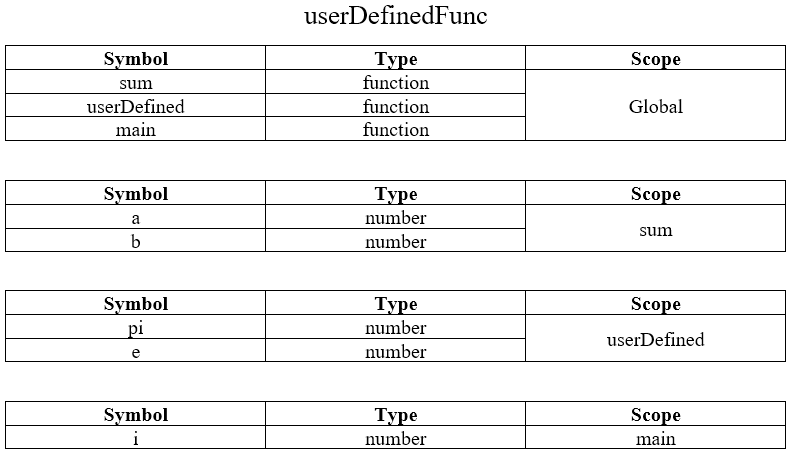 userDefinedFunc
Symbol Type Scope
sum function
userDefined function Global
main function
Symbol Type Scope
a number sum
b number
Symbol Type Scope
pi number userDefined
e number
Symbol Type Scope
i number main